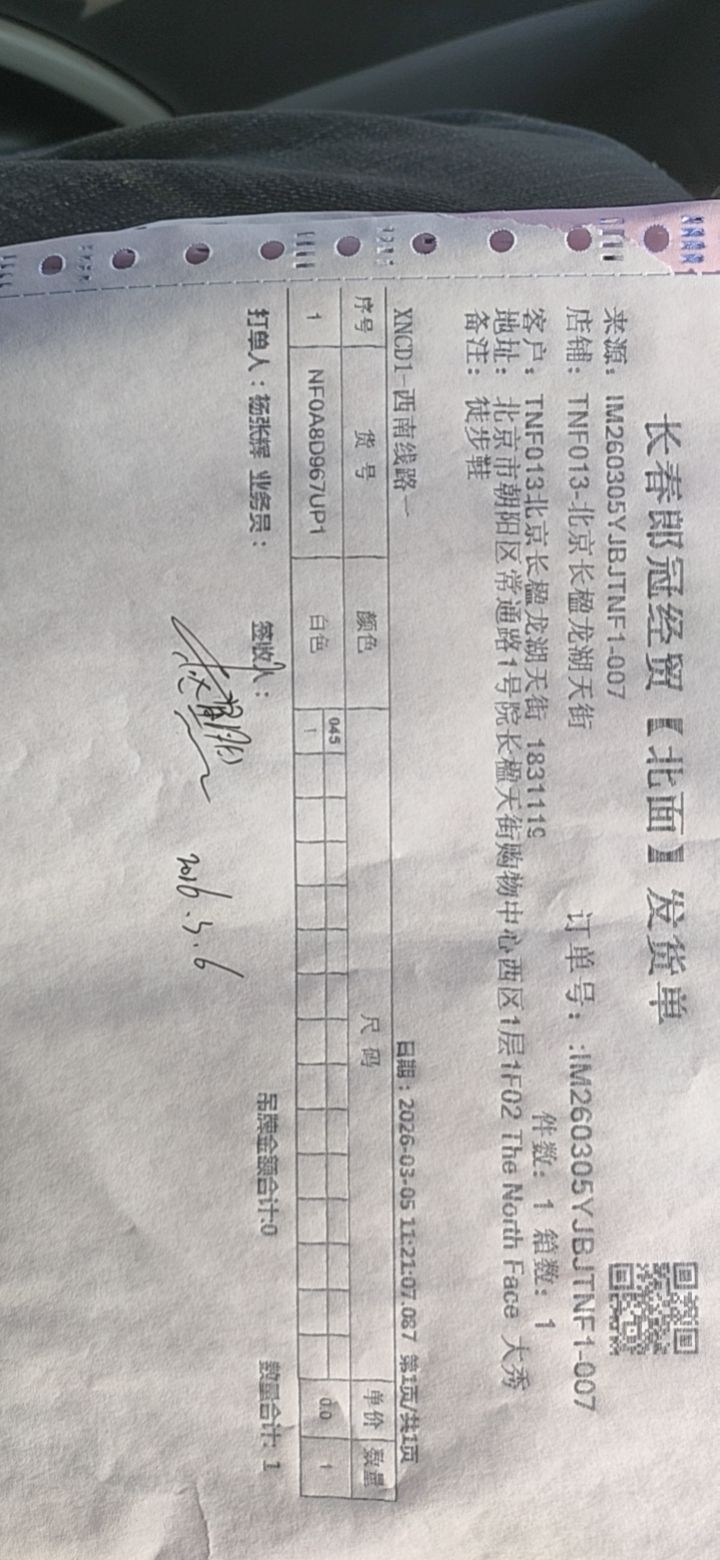 长春郎冠经贸【北面】发货单
来源：IM260305YJBJTNF1-007 订单号：:IM260305YJBJTNF1-007
店铺：TNF013-北京长楹龙湖天街 件数：1 箱数：1
客户：TNF013北京长楹龙湖天街 183111
地址：北京市朝阳区常通路1号院长楹天街购物中心西区1层1F02 The North Face 大秀
备注：徒步鞋
XNCD1-西南线路一 日期：2026-03-05 11:21:07.087 第1页/共1页
序号 货号 颜色 尺码 单价 数量
045
1 NF0A8D967UP1 白色 1 0.0 1
打单人：杨张辉 业务员： 签收人： 吊牌金额合计:0 数量合计: 1